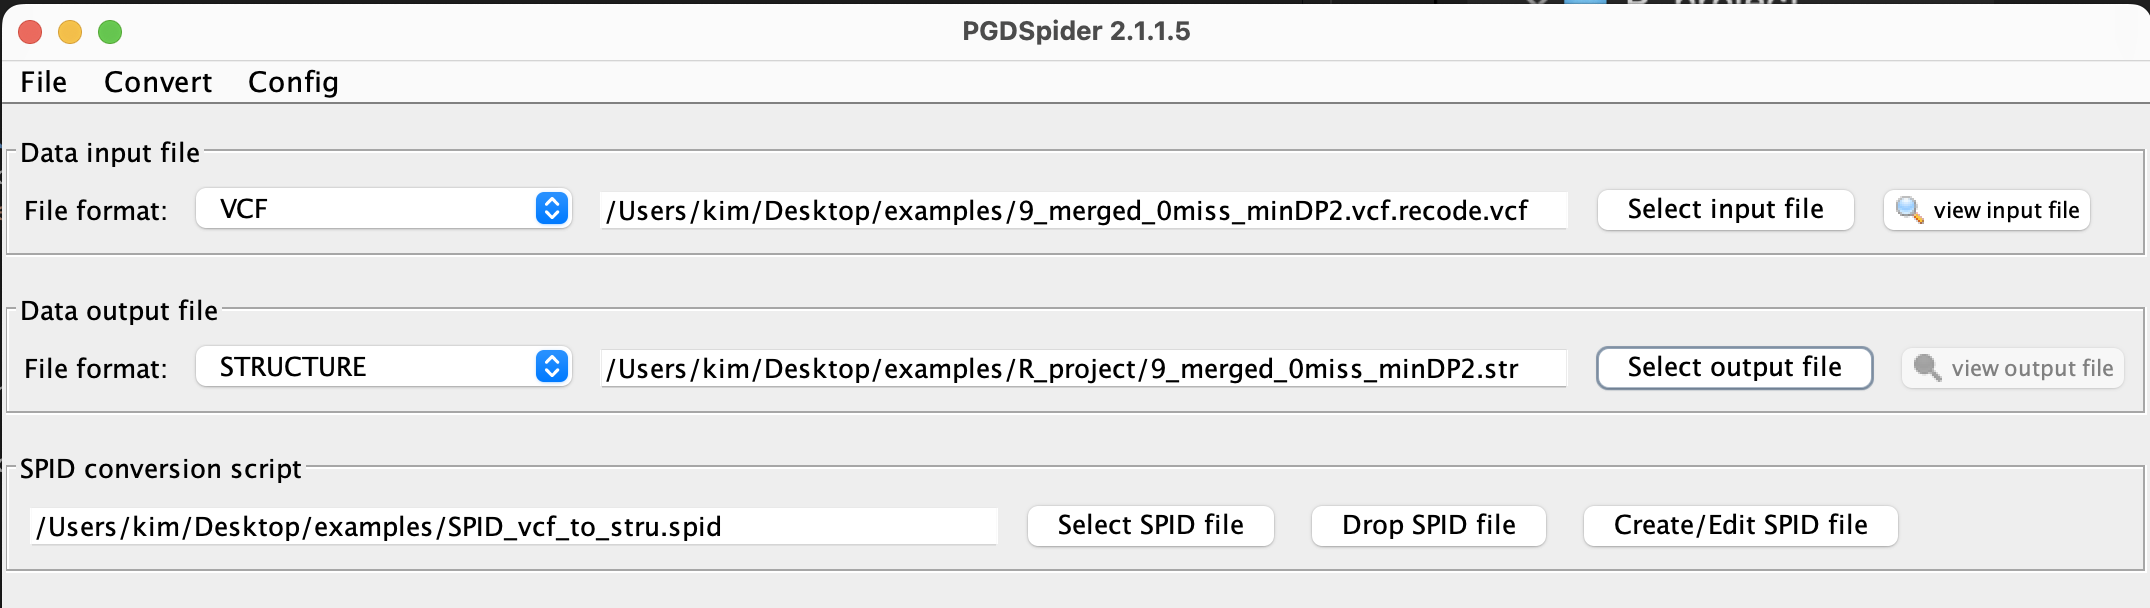 R_project
PGDSpider 2.1.1.5
File Convert Config
Data input file
File format: VCF /Users/kim/Desktop/examples/9_merged_0miss_minDP2.vcf.recode.vcf Select input file view input file
Data output file
File format: STRUCTURE /Users/kim/Desktop/examples/R_project/9_merged_0miss_minDP2.str Select output file view output file
SPID conversion script
/Users/kim/Desktop/examples/SPID_vcf_to_stru.spid Select SPID file Drop SPID file Create/Edit SPID file